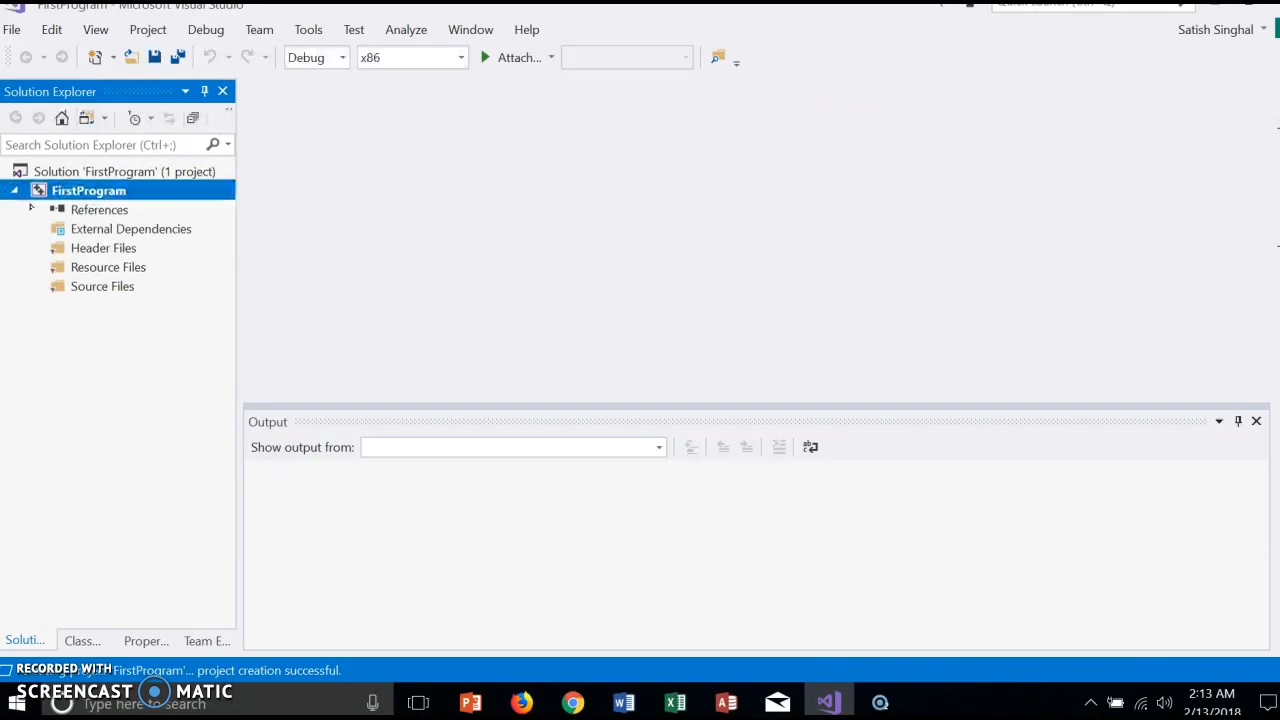 FirstProgram - Microsoft Visual Studio
Quick Launch (Ctrl+Q)
File Edit View Project Debug Team Tools Test Analyze Window Help
Satish Singhal
Debug x86 Attach...
Solution Explorer
Search Solution Explorer (Ctrl+;)
Solution 'FirstProgram' (1 project)
FirstProgram
References
External Dependencies
Header Files
Resource Files
Source Files
Output
Show output from:
Soluti... Class... Proper... Team E...
FirstProgram'... project creation successful.
RECORDED WITH
SCREENCAST MATIC
Type here to search
2:13 AM
2/13/2018